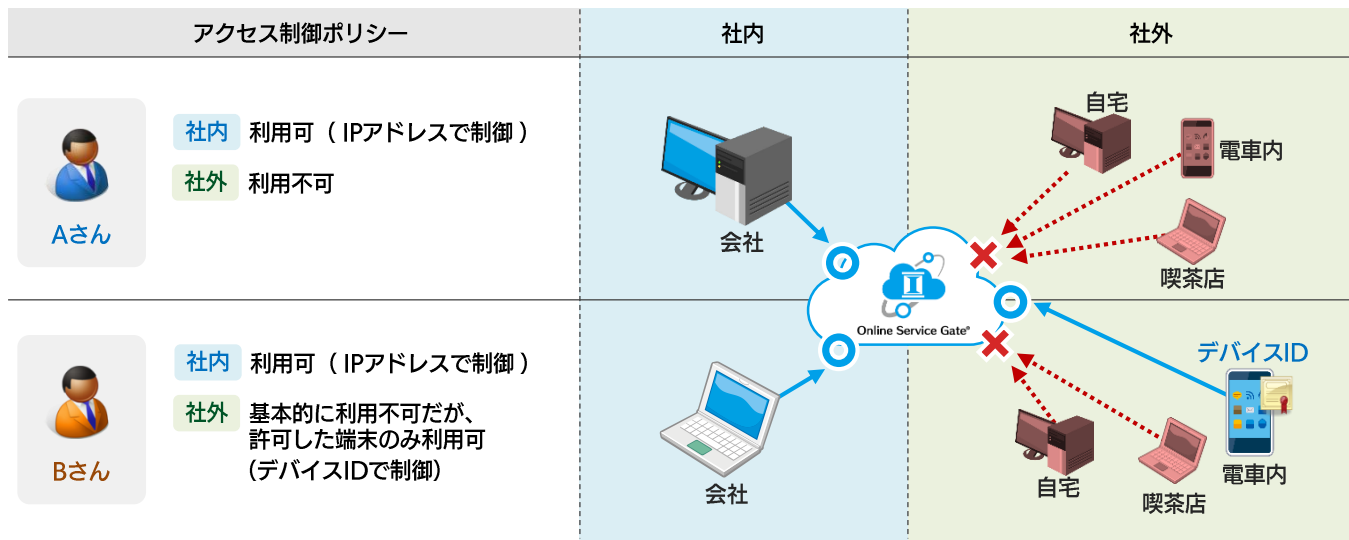 アクセス制御ポリシー
社内
社外
Aさん
社内 利用可（ IPアドレスで制御 ）
社外 利用不可
会社
自宅
電車内
喫茶店
Online Service Gate®
Bさん
社内 利用可（ IPアドレスで制御 ）
社外 基本的に利用不可だが、
許可した端末のみ利用可
（デバイスIDで制御）
会社
デバイスID
電車内
自宅
喫茶店